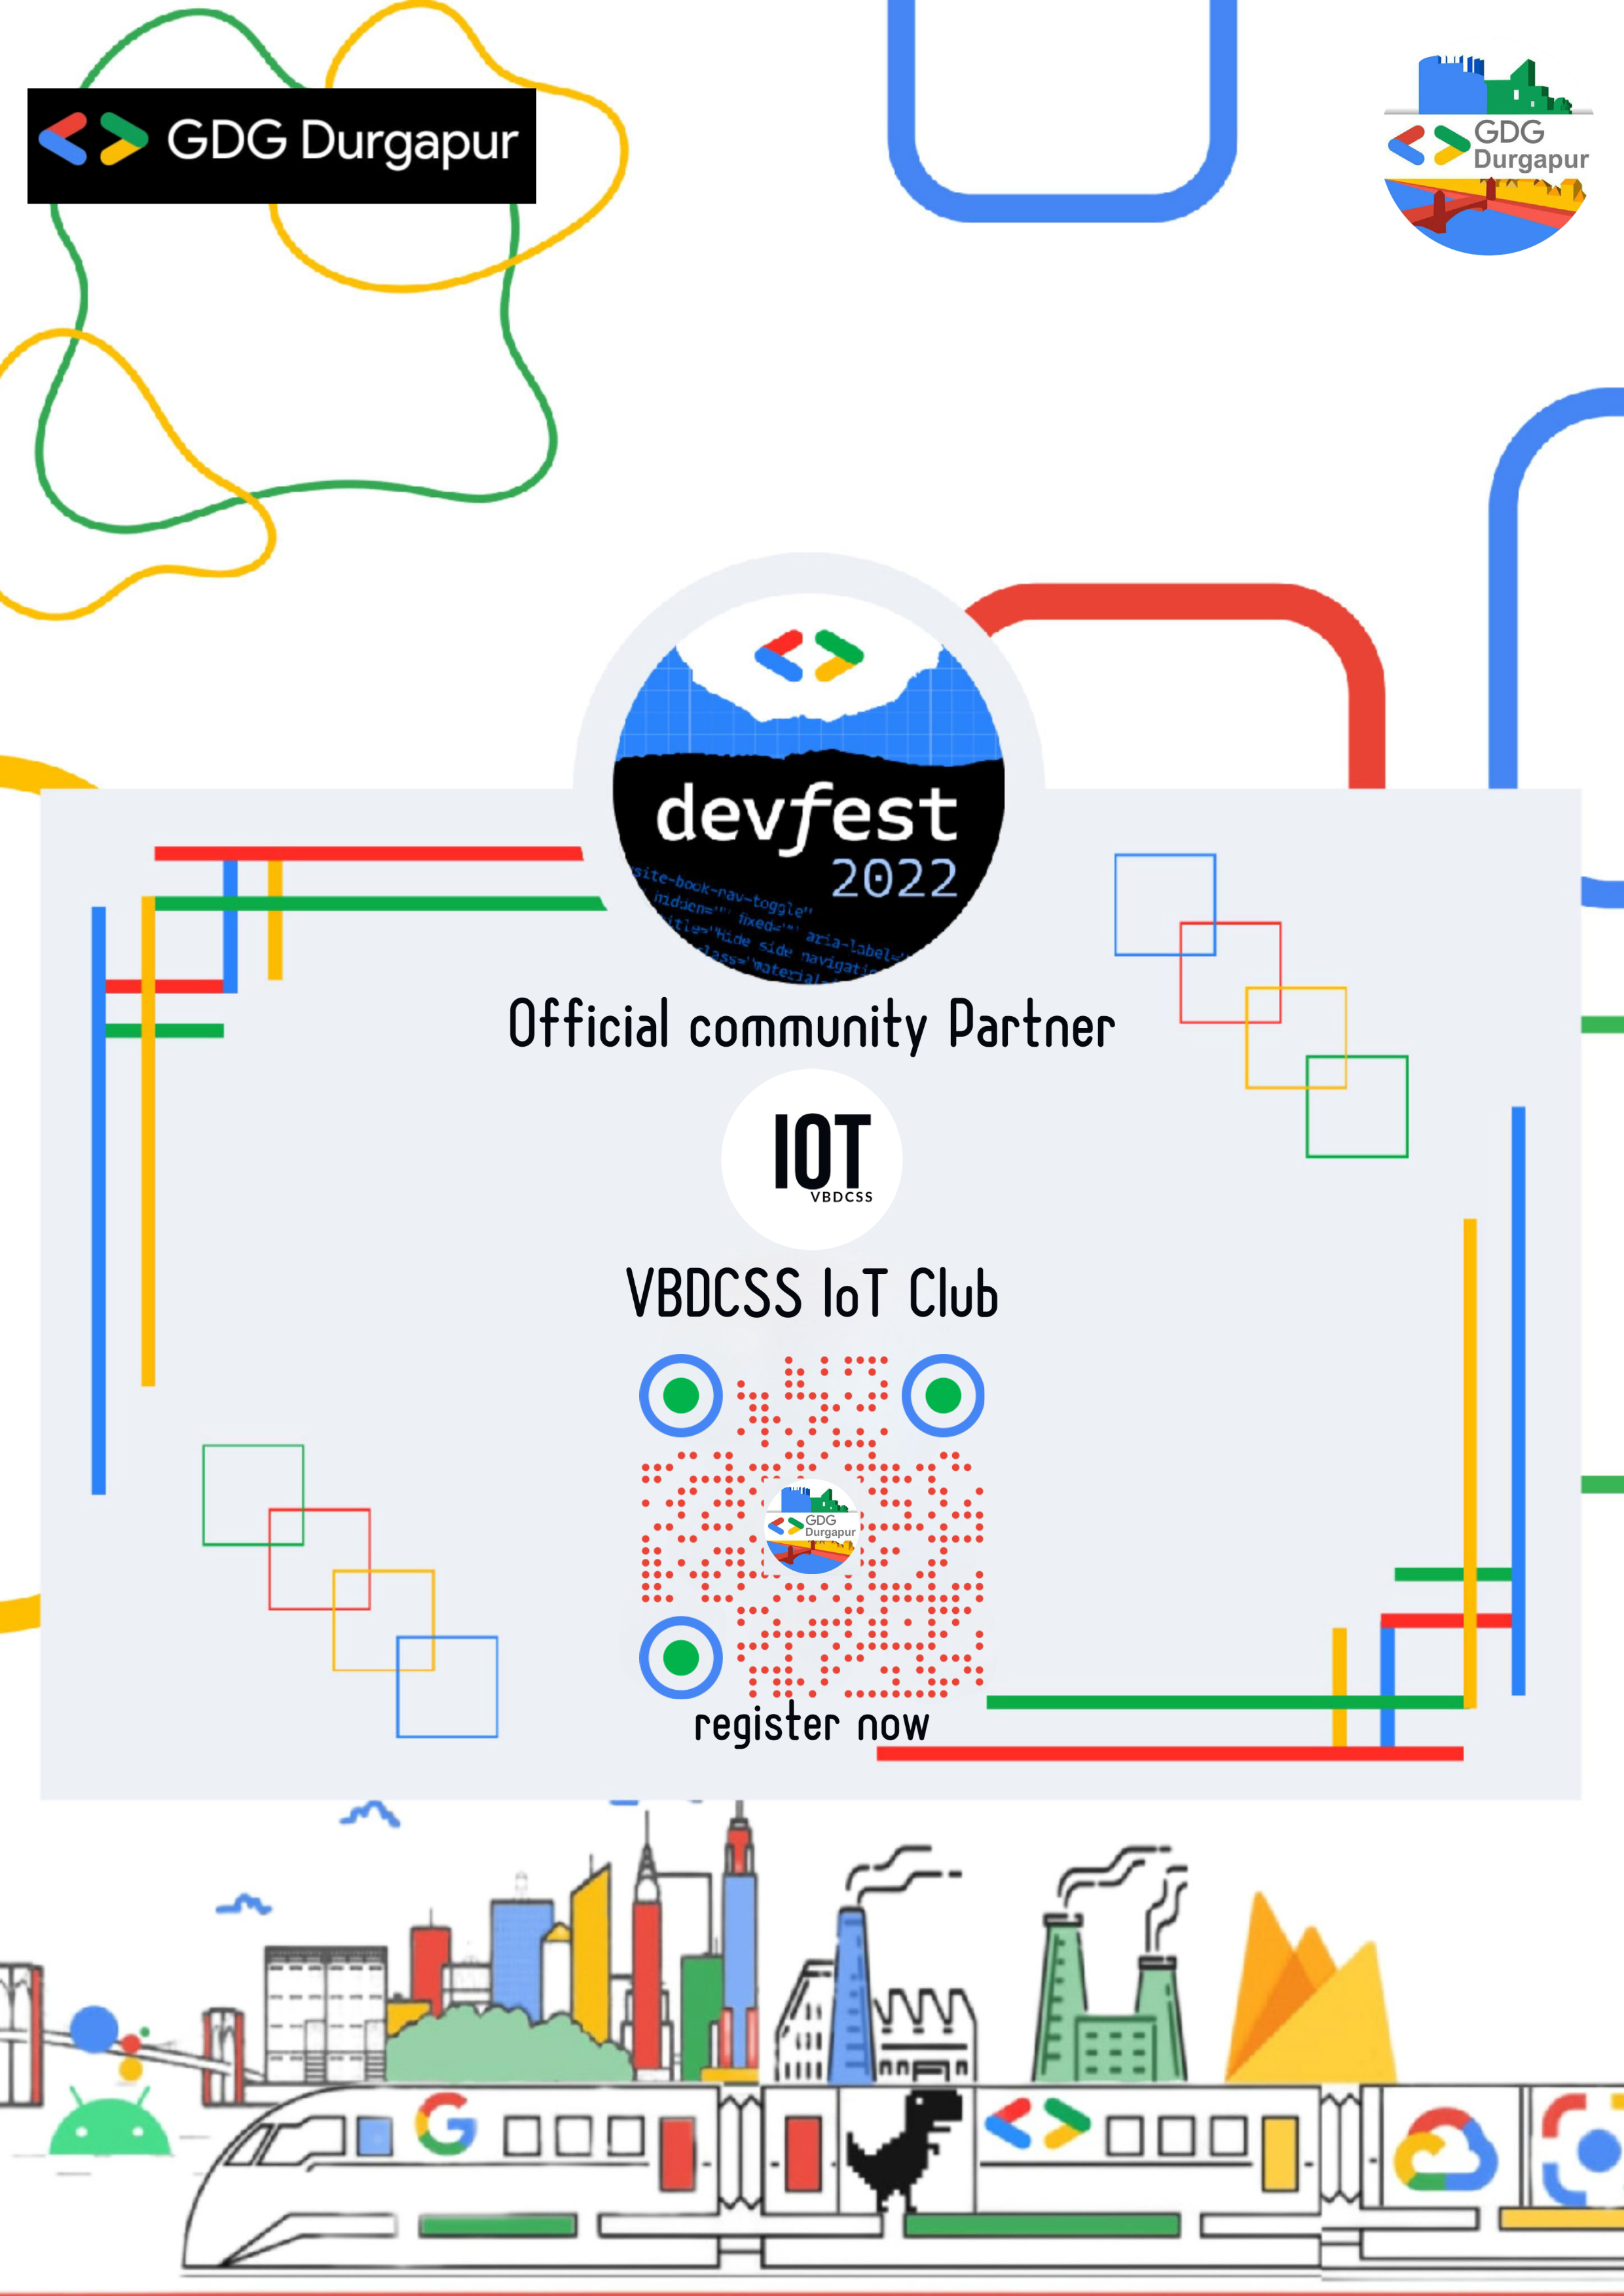 GDG Durgapur
GDG
Durgapur
devfest
2022
site-book-nav-toggle"
hidden="" fixed="" aria-label="
itle="Hide side navigatio
class="material-
Official community Partner
IOT
VBDCSS
VBDCSS IoT Club
GDG
Durgapur
register now
G